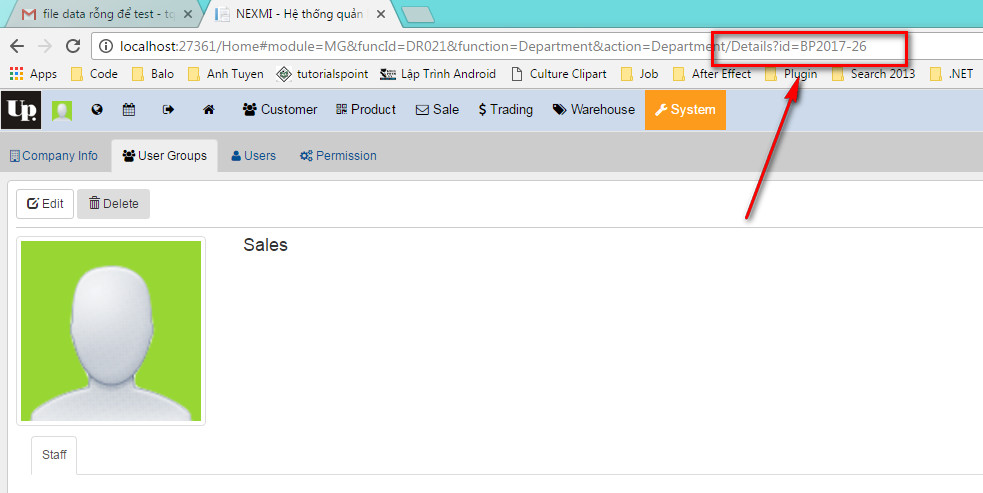 file data rỗng để test - tq
NEXMI - Hệ thống quản
localhost:27361/Home#module=MG&funcId=DR021&function=Department&action=Department/Details?id=BP2017-26
Apps Code Balo Anh Tuyen tutorialspoint Lập Trình Android Culture Clipart Job After Effect Plugin Search 2013 .NET
Up. Customer Product Sale $ Trading Warehouse System
Company Info User Groups Users Permission
Edit Delete
Sales
Staff